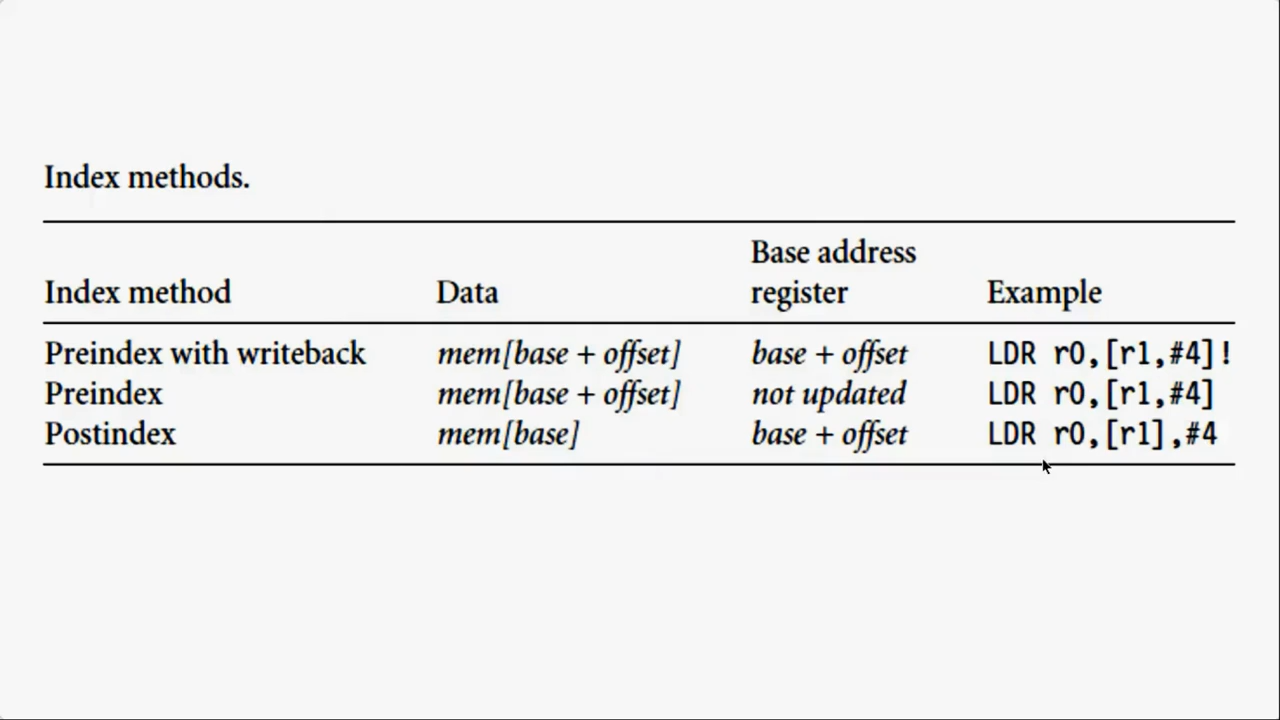 Index methods.
Base address
Index method Data register Example
Preindex with writeback mem[base + offset] base + offset LDR r0,[r1,#4]!
Preindex mem[base + offset] not updated LDR r0,[r1,#4]
Postindex mem[base] base + offset LDR r0,[r1],#4